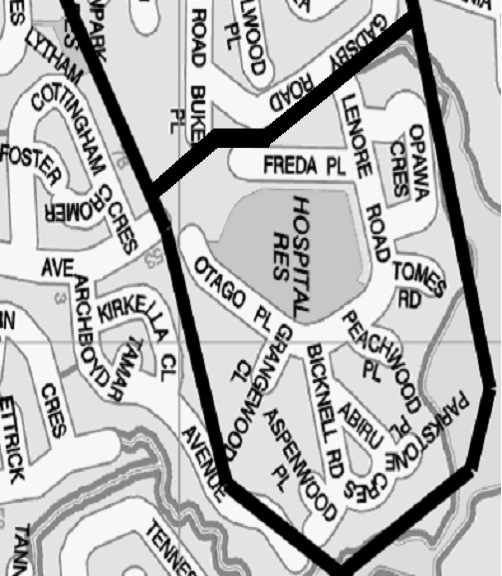 ES
LYTHAM
NPARK
ROAD
BUKE
PL
LWOOD
PL
GADSBY
ROAD
COTTINGHAM
CRES
FOSTER
CROMER
LENORE
ROAD
OPAWA
CRES
FREDA PL
HOSPITAL
RES
OTAGO PL
TOMES
RD
AVE
ARCHBOYD
AVENUE
KIRKELLA
CL
TAMAR
CRES
ETTRICK
GRANGEWOOD
CL
BICKNELL RD
PEACHWOOD
PL
ABIRU
CRES
PARKSTONE
PL
ASPENWOOD
PL
TENNES
TANN